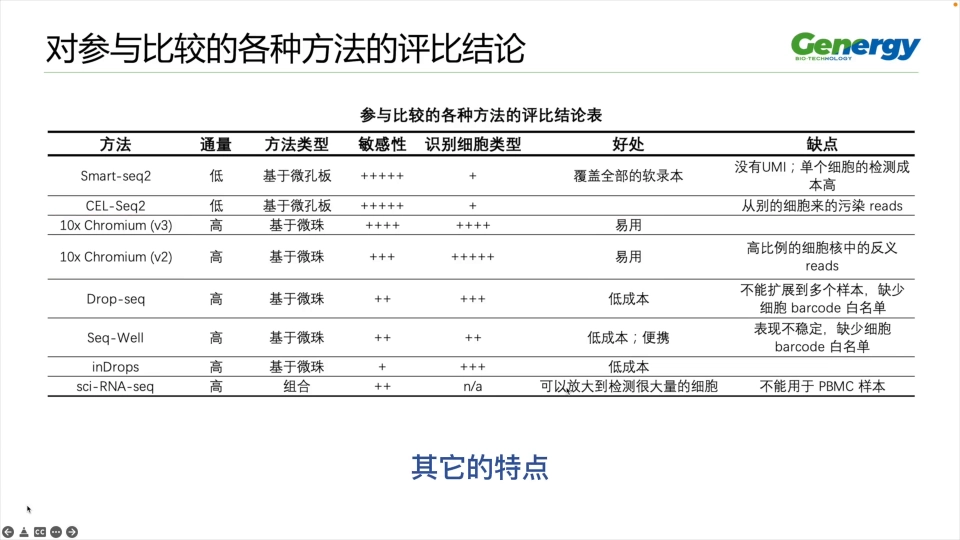 对参与比较的各种方法的评比结论
Genergy
BIO-TECHNOLOGY
参与比较的各种方法的评比结论表
方法 通量 方法类型 敏感性 识别细胞类型 好处 缺点
Smart-seq2 低 基于微孔板 +++++ + 覆盖全部的软录本 没有UMI；单个细胞的检测成
本高
CEL-Seq2 低 基于微孔板 +++++ + 从别的细胞来的污染 reads
10x Chromium (v3) 高 基于微珠 ++++ ++++ 易用
10x Chromium (v2) 高 基于微珠 +++ +++++ 易用 高比例的细胞核中的反义
reads
Drop-seq 高 基于微珠 ++ +++ 低成本 不能扩展到多个样本，缺少
细胞 barcode 白名单
Seq-Well 高 基于微珠 ++ ++ 低成本；便携 表现不稳定，缺少细胞
barcode 白名单
inDrops 高 基于微珠 + +++ 低成本
sci-RNA-seq 高 组合 ++ n/a 可以放大到检测很大量的细胞 不能用于 PBMC 样本
其它的特点
CC